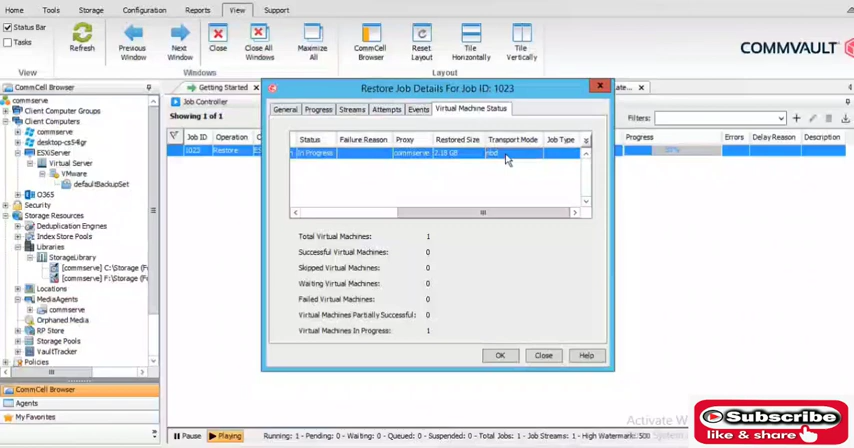 Home Tools Storage Configuration Reports View Support
Status Bar
Tasks
Refresh
Previous Window
Next Window
Close
Close All Windows
Maximize All
CommCell Browser
Reset Layout
Tile Horizontally
Tile Vertically
View Windows Layout
COMMVAULT
CommCell Browser
commserve
Client Computer Groups
Client Computers
commserve
desktop-cs54lgr
ESXiServer
Virtual Server
VMware
defaultBackupSet
O365
Security
Storage Resources
Deduplication Engines
Index Store Pools
Libraries
StorageLibrary
[commserve] C:\Storage (F
[commserve] F:\Storage (Fr
Locations
MediaAgents
commserve
Orphaned Media
RP Store
Storage Pools
VaultTracker
Policies
CommCell Browser
Agents
My Favorites
Getting Started
Job Controller
Showing 1 of 1
Filters:
Job ID Operation
Progress Errors Delay Reason Description
1023 Restore
Restore Job Details For Job ID: 1023
General Progress Streams Attempts Events Virtual Machine Status
Status Failure Reason Proxy Restored Size Transport Mode Job Type
In Progress commserve 2.18 GB nbd
Total Virtual Machines: 1
Successful Virtual Machines: 0
Skipped Virtual Machines: 0
Waiting Virtual Machines: 0
Failed Virtual Machines: 0
Virtual Machines Partially Successful: 0
Virtual Machines In Progress: 1
OK Close Help
Activate W
Pause Playing Running: 1 - Pending: 0 - Waiting: 0 - Queued: 0 - Suspended: 0 - Total Jobs: 1 - Job Streams: 1 - High Watermark: 500
Subscribe
like & share